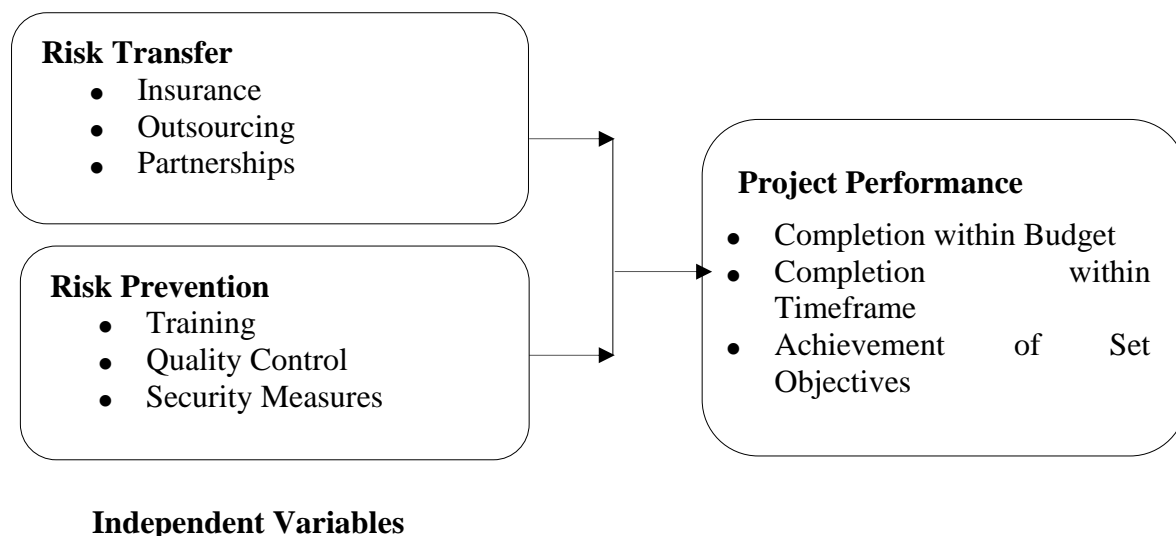 Risk Transfer
● Insurance
● Outsourcing
● Partnerships
Risk Prevention
● Training
● Quality Control
● Security Measures
Project Performance
● Completion within Budget
● Completion within
Timeframe
● Achievement of Set
Objectives
Independent Variables